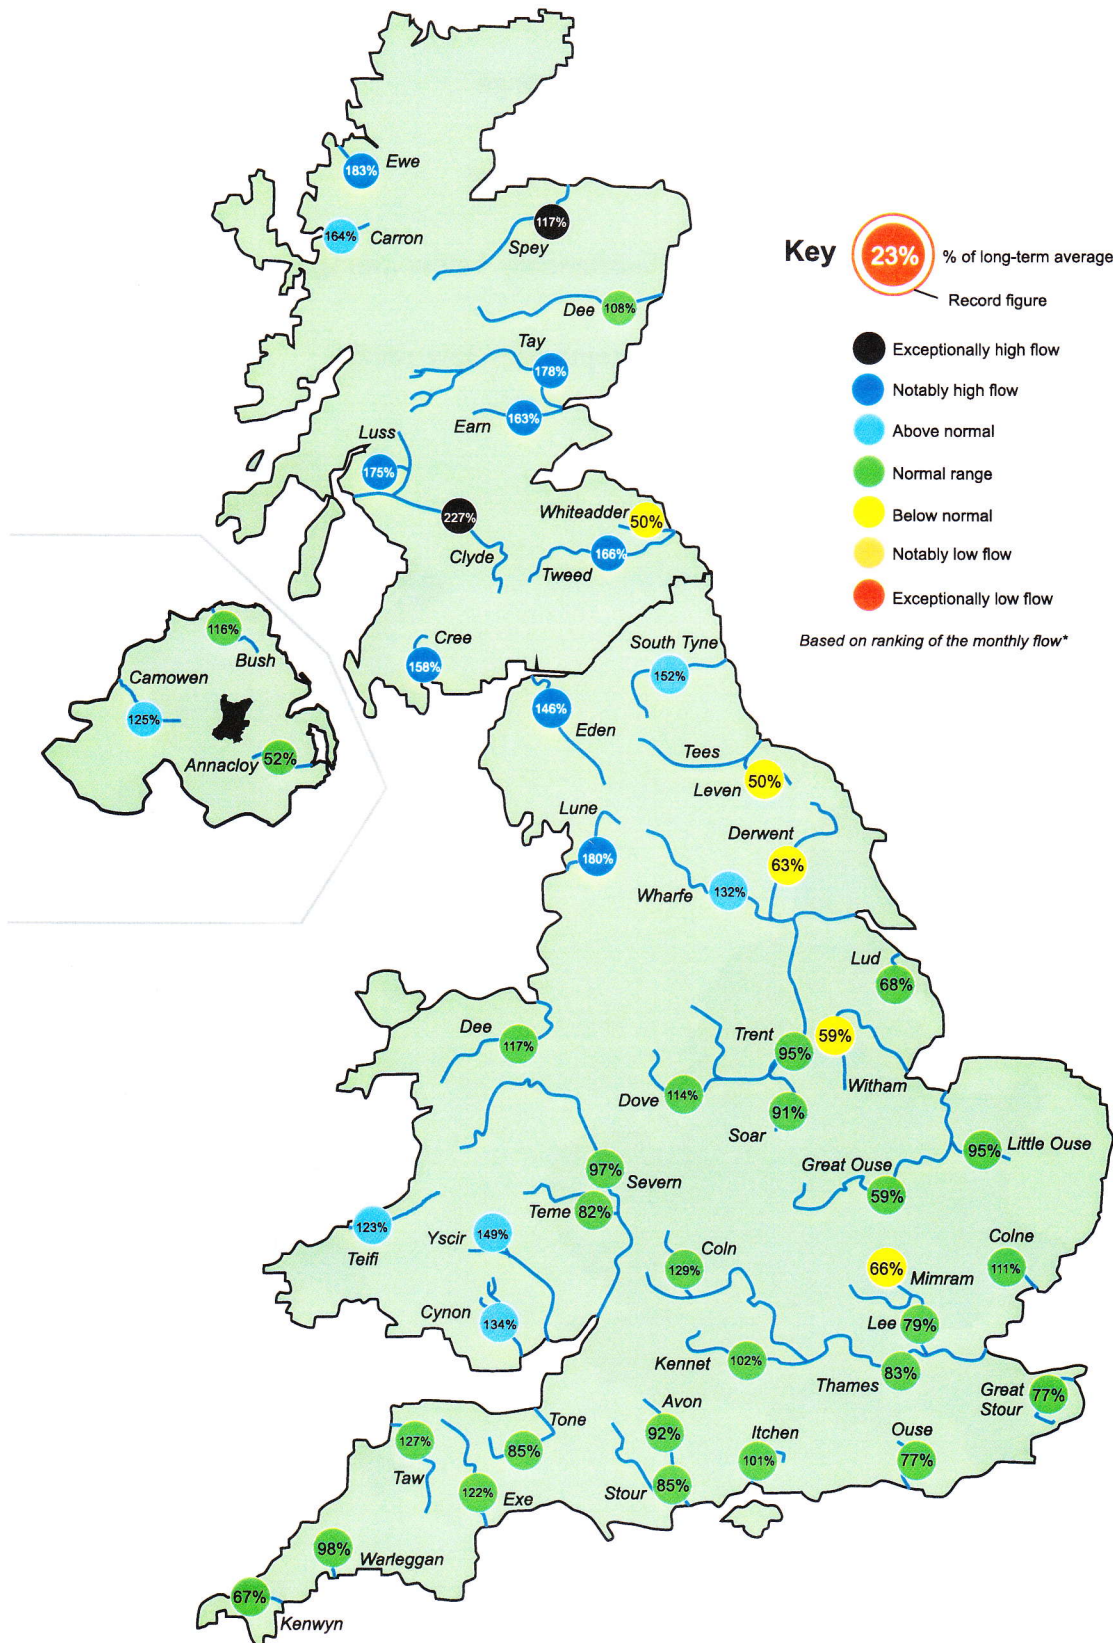 Ewe
183%
164%
Carron
117%
Spey
Key
23%
% of long-term average
Record figure
Dee
108%
Tay
178%
Exceptionally high flow
Notably high flow
Above normal
Normal range
Below normal
Notably low flow
Exceptionally low flow
Based on ranking of the monthly flow*
Earn
163%
Luss
175%
227%
Clyde
Whiteadder
50%
166%
Tweed
Cree
158%
116%
Bush
Camowen
125%
Annacloy
52%
South Tyne
152%
146%
Eden
Tees
Leven
50%
Lune
180%
Derwent
63%
Wharfe
132%
Lud
68%
Dee
117%
Trent
95%
59%
Witham
Dove
114%
91%
Soar
95%
Little Ouse
Great Ouse
59%
97%
Severn
Teme
82%
123%
Teifi
Yscir
149%
Coln
129%
Colne
111%
66%
Mimram
Cynon
134%
Lee
79%
Kennet
102%
83%
Thames
Great
Stour
77%
Tone
85%
Avon
92%
Itchen
101%
Ouse
77%
127%
Taw
122%
Exe
Stour
85%
98%
Warleggan
67%
Kenwyn